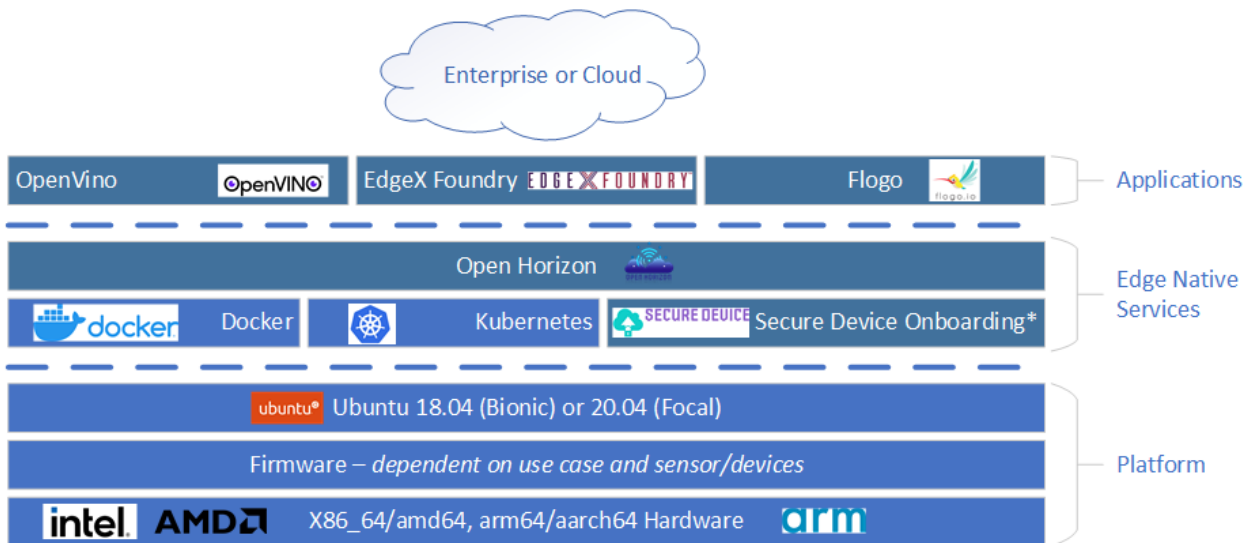 Enterprise or Cloud
OpenVino
OpenVINO
EdgeX Foundry
EDGE X FOUNDRY
Flogo
flogo.io
Applications
Open Horizon
OPEN HORIZON
Edge Native
Services
docker
Docker
Kubernetes
SECURE DEVICE
Secure Device Onboarding*
ubuntu®
Ubuntu 18.04 (Bionic) or 20.04 (Focal)
Firmware – dependent on use case and sensor/devices
Platform
intel.
AMD
X86_64/amd64, arm64/aarch64 Hardware
arm